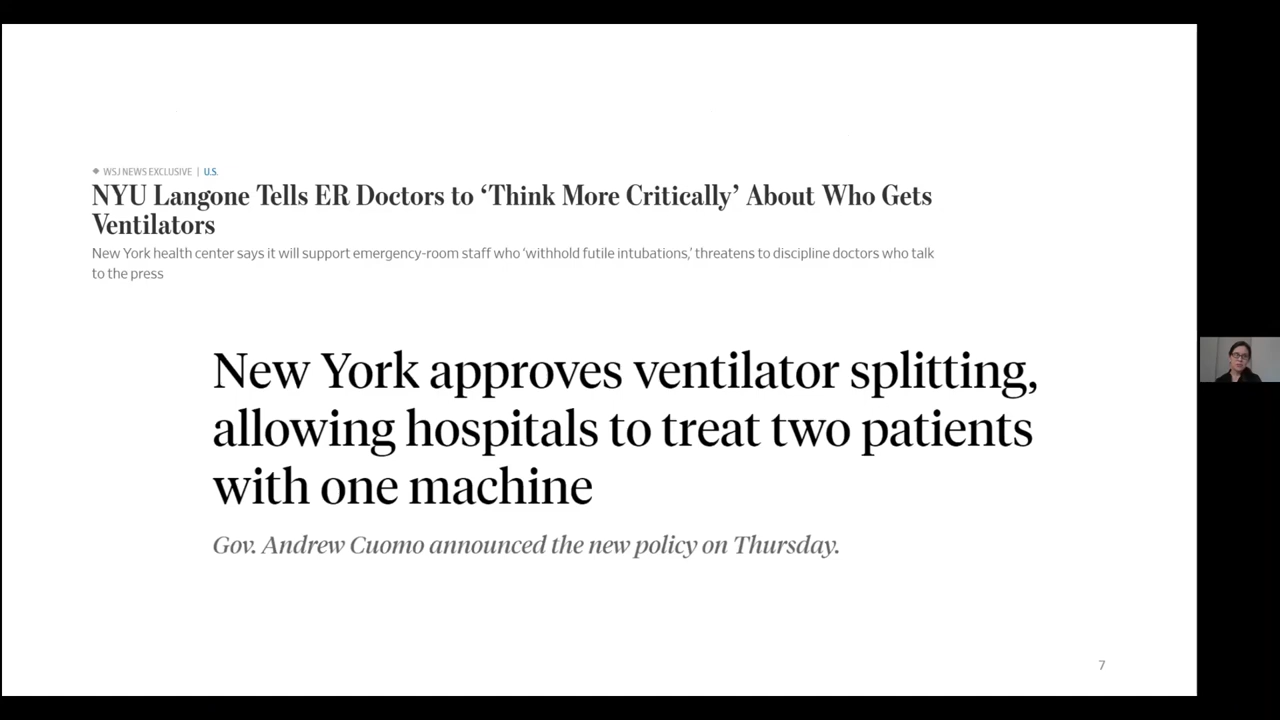 ◆ WSJ NEWS EXCLUSIVE | U.S.
NYU Langone Tells ER Doctors to ‘Think More Critically’ About Who Gets
Ventilators
New York health center says it will support emergency-room staff who ‘withhold futile intubations,’ threatens to discipline doctors who talk
to the press
New York approves ventilator splitting,
allowing hospitals to treat two patients
with one machine
Gov. Andrew Cuomo announced the new policy on Thursday.
7